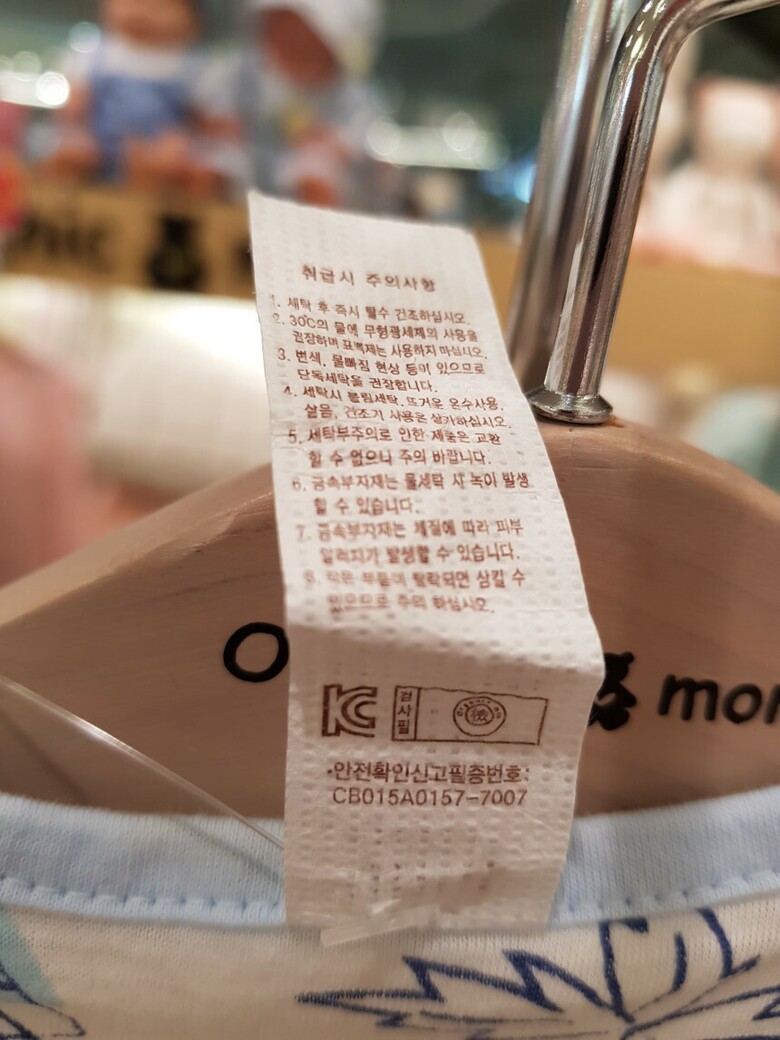 hic
취급시 주의사항
1. 세탁 후 즉시 탈수 건조하십시오.
2. 30℃의 물에 무형광세제의 사용을
권장하며 표백제는 사용하지 마십시오.
3. 변색, 물빠짐 현상 등이 있으므로
단독세탁을 권장합니다.
4. 세탁시 불림세탁, 뜨거운 온수사용,
삶음, 건조기 사용은 삼가하십시오.
5. 세탁부주의로 인한 제품은 교환
할 수 없으니 주의 바랍니다.
6. 금속부자재는 물세탁 시 녹이 발생
할 수 있습니다.
7. 금속부자재는 체질에 따라 피부
알러지가 발생할 수 있습니다.
8. 작은 부품이 탈락되면 삼킬 수
있으므로 주의 하십시오.
O
mor
KC
검사필
·안전확인신고필증번호:
CB015A0157-7007